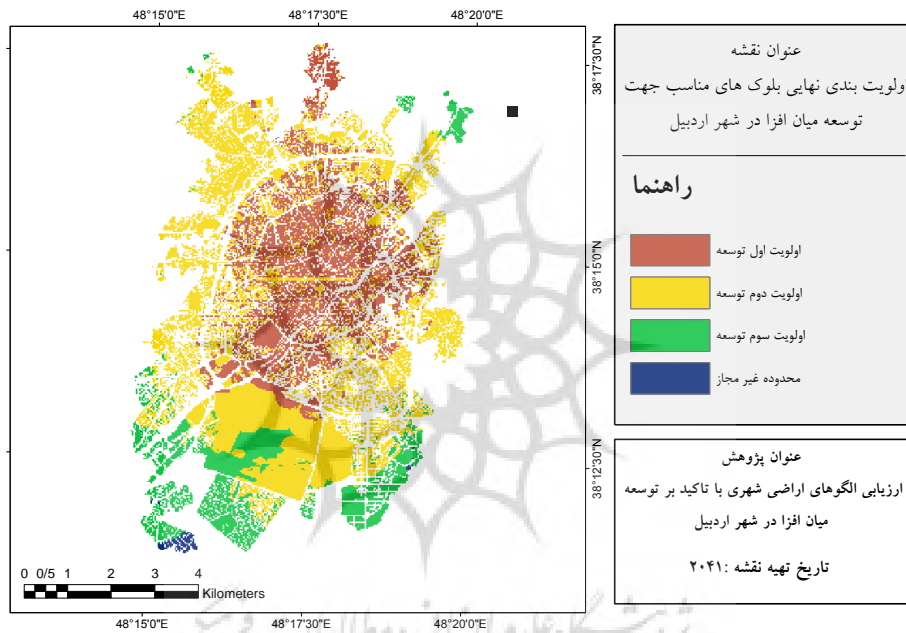 48°15'0"E 48°17'30"E 48°20'0"E
38°17'30"N
38°15'0"N
38°12'30"N
0 0/5 1 2 3 4
Kilometers
48°15'0"E 48°17'30"E 48°20'0"E
عنوان نقشه
اولویت بندی نهایی بلوک های مناسب جهت
توسعه میان افزا در شهر اردبیل
راهنما
اولویت اول توسعه
اولویت دوم توسعه
اولویت سوم توسعه
محدوده غیر مجاز
عنوان پژوهش
ارزیابی الگوهای اراضی شهری با تاکید بر توسعه
میان افزا در شهر اردبیل
تاریخ تهیه نقشه :۲۰۴۱